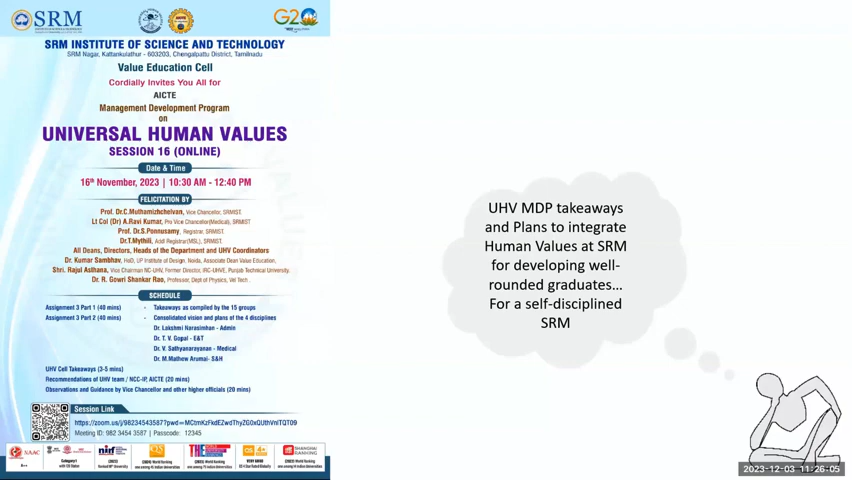 SRM
G20
SRM INSTITUTE OF SCIENCE AND TECHNOLOGY
SRM Nagar, Kattankulathur - 603203, Chengalpattu District, Tamilnadu
Value Education Cell
Cordially Invites You All for
AICTE
Management Development Program
on
UNIVERSAL HUMAN VALUES
SESSION 16 (ONLINE)
Date & Time
16th November, 2023 | 10:30 AM - 12:40 PM
FELICITATION BY
Prof. Dr.C.Muthamizhchelvan, Vice Chancellor, SRMIST.
Lt Col (Dr) A.Ravi Kumar, Pro Vice Chancellor(Medical), SRMIST
Prof. Dr.S.Ponnusamy, Registrar, SRMIST.
Dr.T.Mythili, Addl Registrar(MSL), SRMIST.
All Deans, Directors, Heads of the Department and UHV Coordinators
Dr. Kumar Sambhav, HoD, UP Institute of Design, Noida, Associate Dean Value Education,
Shri. Rajul Asthana, Vice Chairman NC-UHV, Former Director, IRC-UHVE, Punjab Technical University.
Dr. R. Gowri Shankar Rao, Professor, Dept of Physics, Vel Tech.
SCHEDULE
Assignment 3 Part 1 (40 mins) - Takeaways as compiled by the 15 groups
Assignment 3 Part 2 (40 mins) - Consolidated vision and plans of the 4 disciplines
Dr. Lakshmi Narasimhan - Admin
Dr. T. V. Gopal - E&T
Dr. V. Sathyanarayanan - Medical
Dr. M.Mathew Arumai- S&H
UHV Cell Takeaways (3-5 mins)
Recommendations of UHV team / NCC-IP, AICTE (20 mins)
Observations and Guidance by Vice Chancellor and other higher officials (20 mins)
Session Link
Meeting ID: 982 3454 3587 | Passcode: 12345
NAAC
nirf
QS
THE
SHANGHAI
RANKING
UHV MDP takeaways
and Plans to integrate
Human Values at SRM
for developing well-
rounded graduates...
For a self-disciplined
SRM
2023-12-03 11:26:05